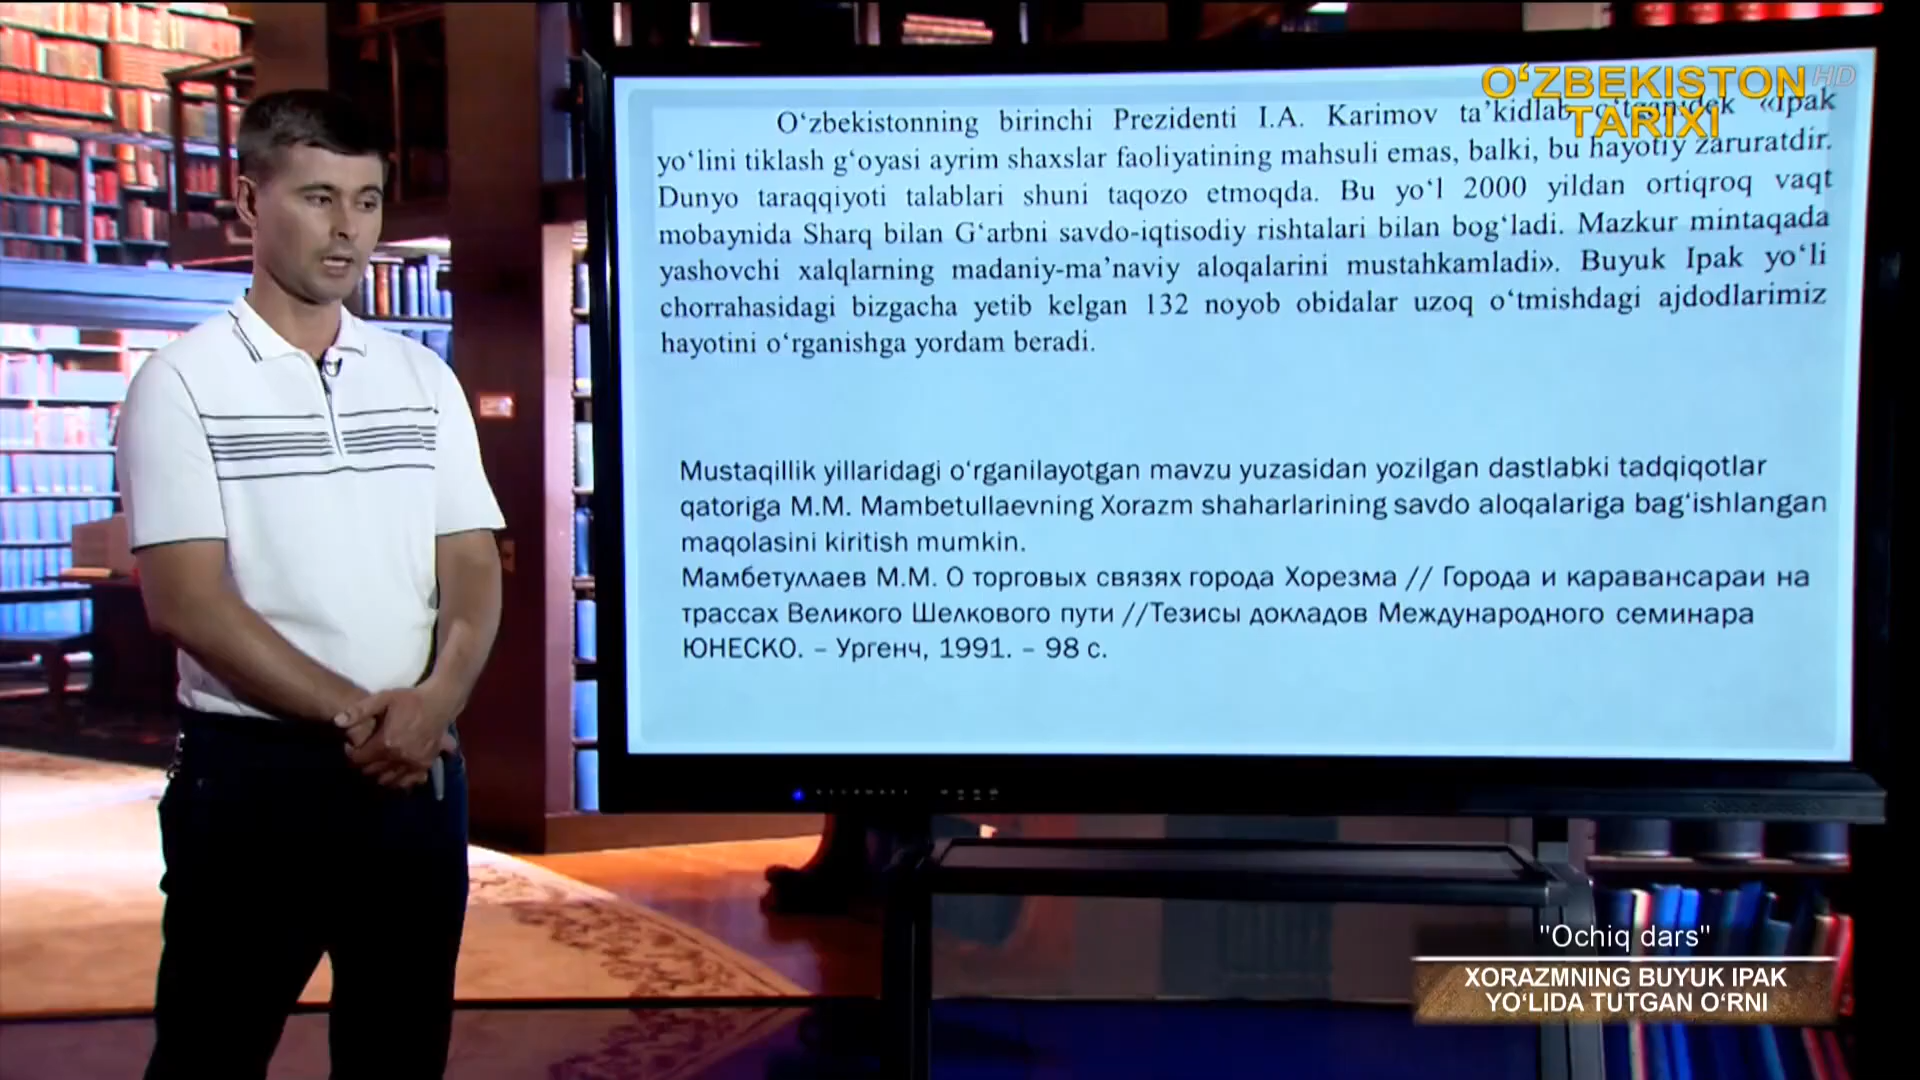 O‘ZBEKISTON HD
TARIXI
O‘zbekistonning birinchi Prezidenti I.A. Karimov ta’kidlab o‘tganidek «Ipak
yo‘lini tiklash g‘oyasi ayrim shaxslar faoliyatining mahsuli emas, balki, bu hayotiy zaruratdir.
Dunyo taraqqiyoti talablari shuni taqozo etmoqda. Bu yo‘l 2000 yildan ortiqroq vaqt
mobaynida Sharq bilan G‘arbni savdo-iqtisodiy rishtalari bilan bog‘ladi. Mazkur mintaqada
yashovchi xalqlarning madaniy-ma’naviy aloqalarini mustahkamladi». Buyuk Ipak yo‘li
chorrahasidagi bizgacha yetib kelgan 132 noyob obidalar uzoq o‘tmishdagi ajdodlarimiz
hayotini o‘rganishga yordam beradi.
Mustaqillik yillaridagi o‘rganilayotgan mavzu yuzasidan yozilgan dastlabki tadqiqotlar
qatoriga M.M. Mambetullaevning Xorazm shaharlarining savdo aloqalariga bag‘ishlangan
maqolasini kiritish mumkin.
Мамбетуллаев М.М. О торговых связях города Хорезма // Города и каравансараи на
трассах Великого Шелкового пути //Тезисы докладов Международного семинара
ЮНЕСКО. – Ургенч, 1991. – 98 с.
"Ochiq dars"
XORAZMNING BUYUK IPAK
YO‘LIDA TUTGAN O‘RNI